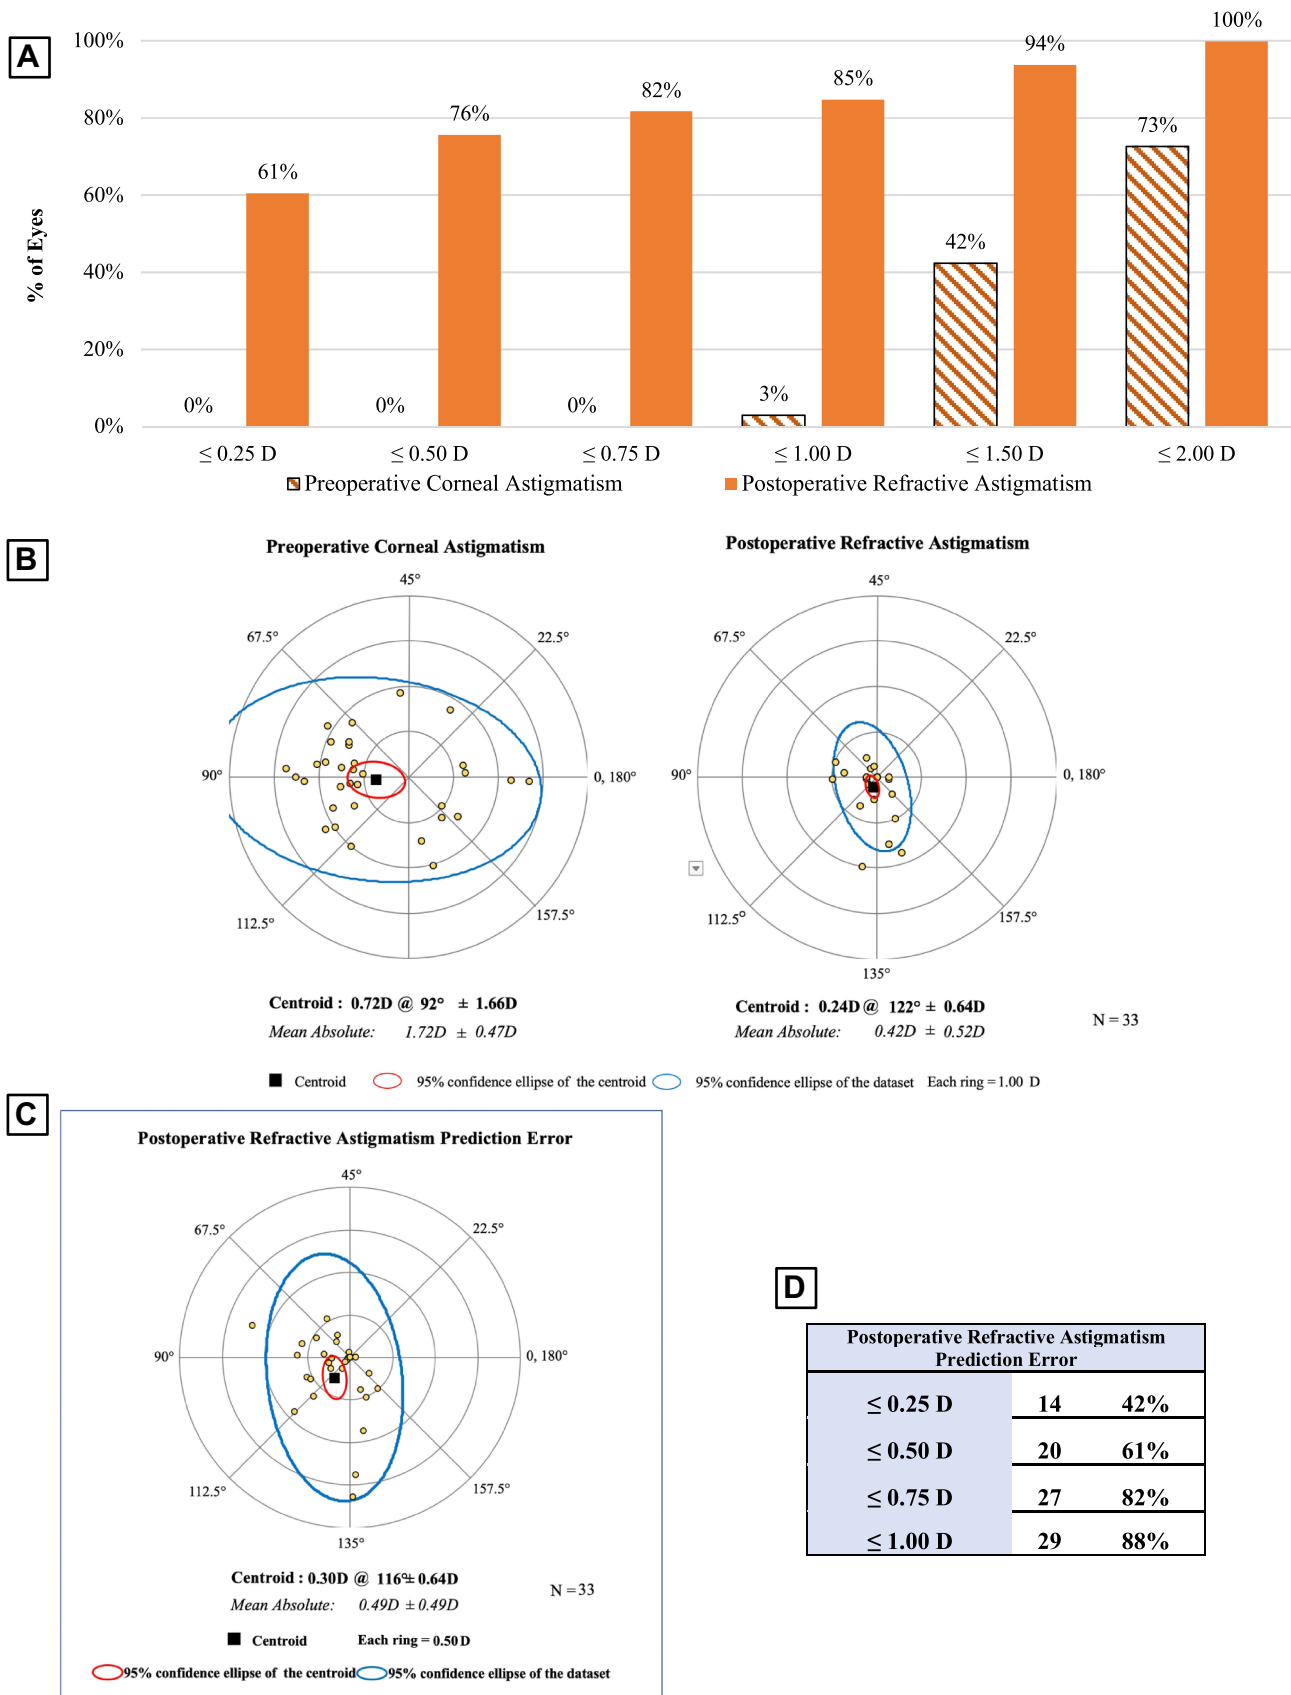 A
100%
80%
60%
40%
20%
0%
% of Eyes
0% 61% 0% 76% 0% 82% 3% 85% 42% 94% 73% 100%
≤ 0.25 D ≤ 0.50 D ≤ 0.75 D ≤ 1.00 D ≤ 1.50 D ≤ 2.00 D
Preoperative Corneal Astigmatism Postoperative Refractive Astigmatism
B
Preoperative Corneal Astigmatism
45°
67.5° 22.5°
90° 0, 180°
112.5° 157.5°
Centroid : 0.72D @ 92° ± 1.66D
Mean Absolute: 1.72D ± 0.47D
Postoperative Refractive Astigmatism
45°
67.5° 22.5°
90° 0, 180°
112.5° 157.5°
135°
Centroid : 0.24D @ 122° ± 0.64D
Mean Absolute: 0.42D ± 0.52D
N = 33
Centroid 95% confidence ellipse of the centroid 95% confidence ellipse of the dataset Each ring = 1.00 D
C
Postoperative Refractive Astigmatism Prediction Error
45°
67.5° 22.5°
90° 0, 180°
112.5° 157.5°
135°
Centroid : 0.30D @ 116°± 0.64D
Mean Absolute: 0.49D ± 0.49D
N = 33
Centroid Each ring = 0.50 D
95% confidence ellipse of the centroid 95% confidence ellipse of the dataset
D
Postoperative Refractive Astigmatism
Prediction Error
≤ 0.25 D 14 42%
≤ 0.50 D 20 61%
≤ 0.75 D 27 82%
≤ 1.00 D 29 88%